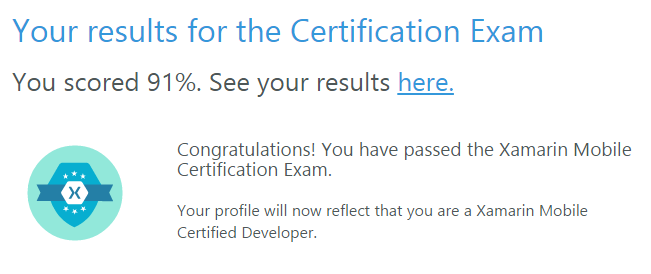 Your results for the Certification Exam
You scored 91%. See your results here.
Congratulations! You have passed the Xamarin Mobile
Certification Exam.
Your profile will now reflect that you are a Xamarin Mobile
Certified Developer.